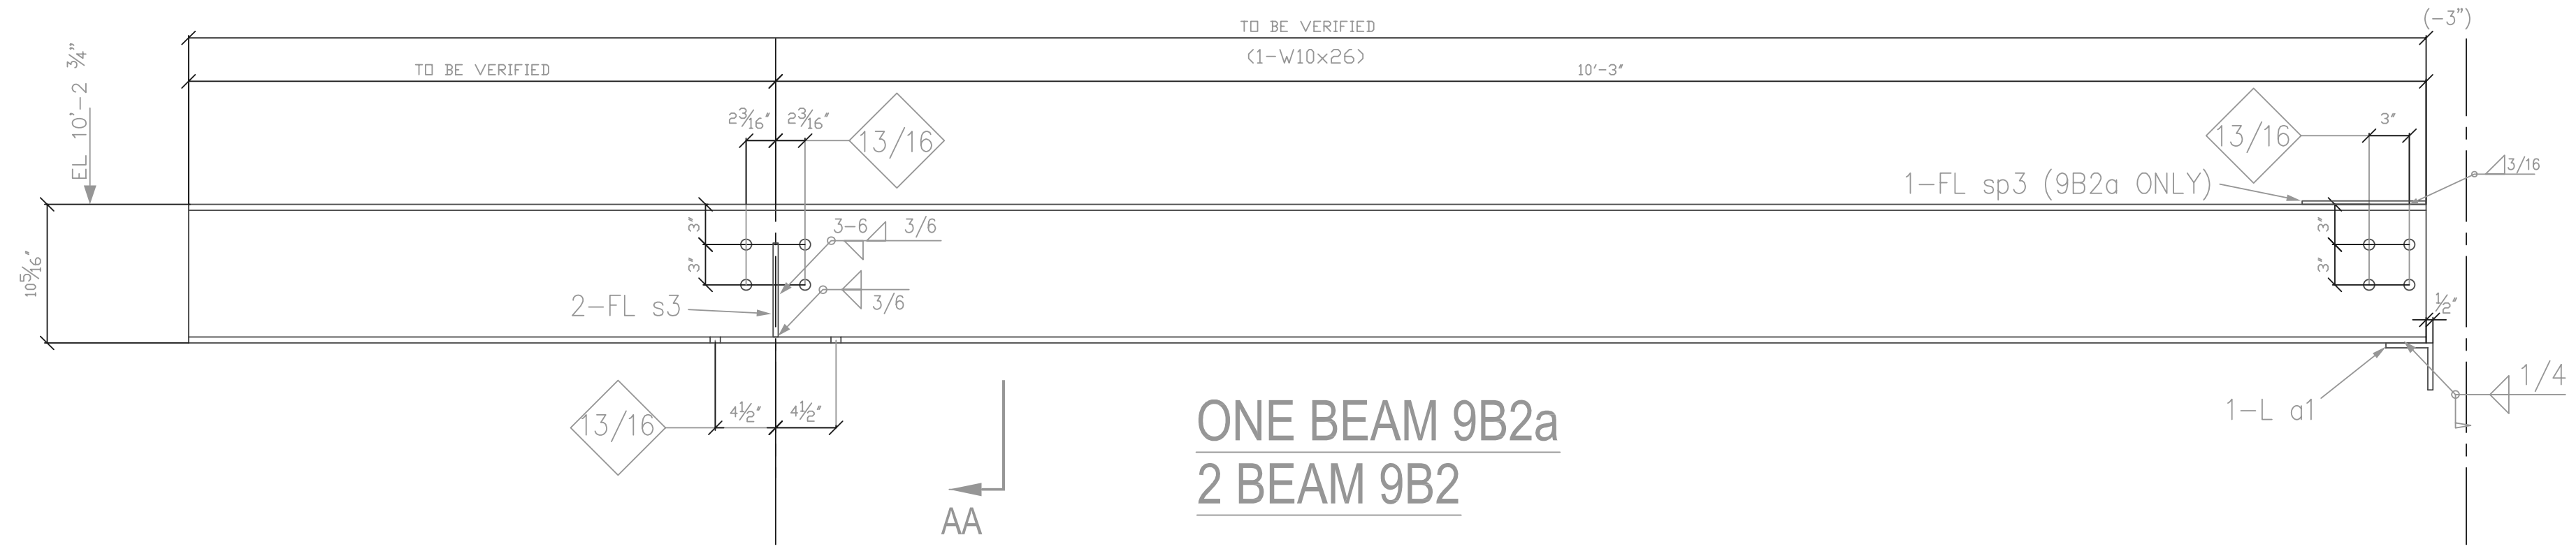 TO BE VERIFIED
(-3")
(1-W10x26)
TO BE VERIFIED
10'-3"
EL 10'-2 3/4"
2 3/16"
2 3/16"
13/16
13/16
3"
3/16
1-FL sp3 (9B2a ONLY)
3"
3"
3-6
3/6
3"
3"
10 5/16"
2-FL s3
3/6
1/2"
1/4
1-L a1
13/16
4 1/2"
4 1/2"
ONE BEAM 9B2a
2 BEAM 9B2
AA